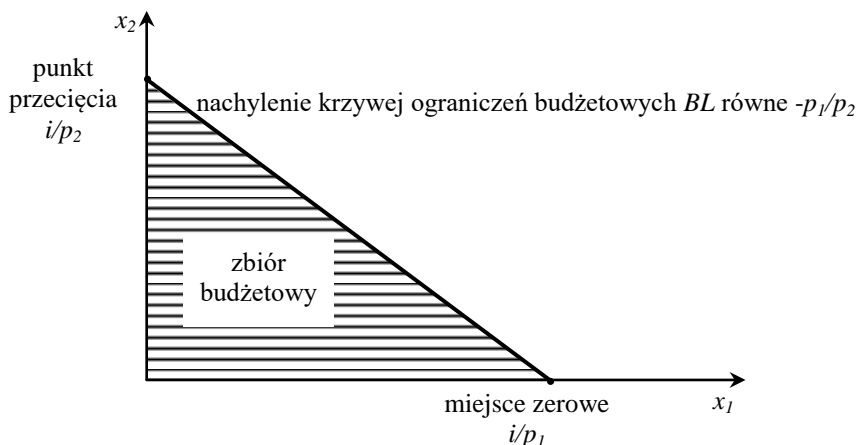 x2
punkt
przecięcia
i/p2
nachylenie krzywej ograniczeń budżetowych BL równe -p1/p2
zbiór
budżetowy
miejsce zerowe
i/p1
x1